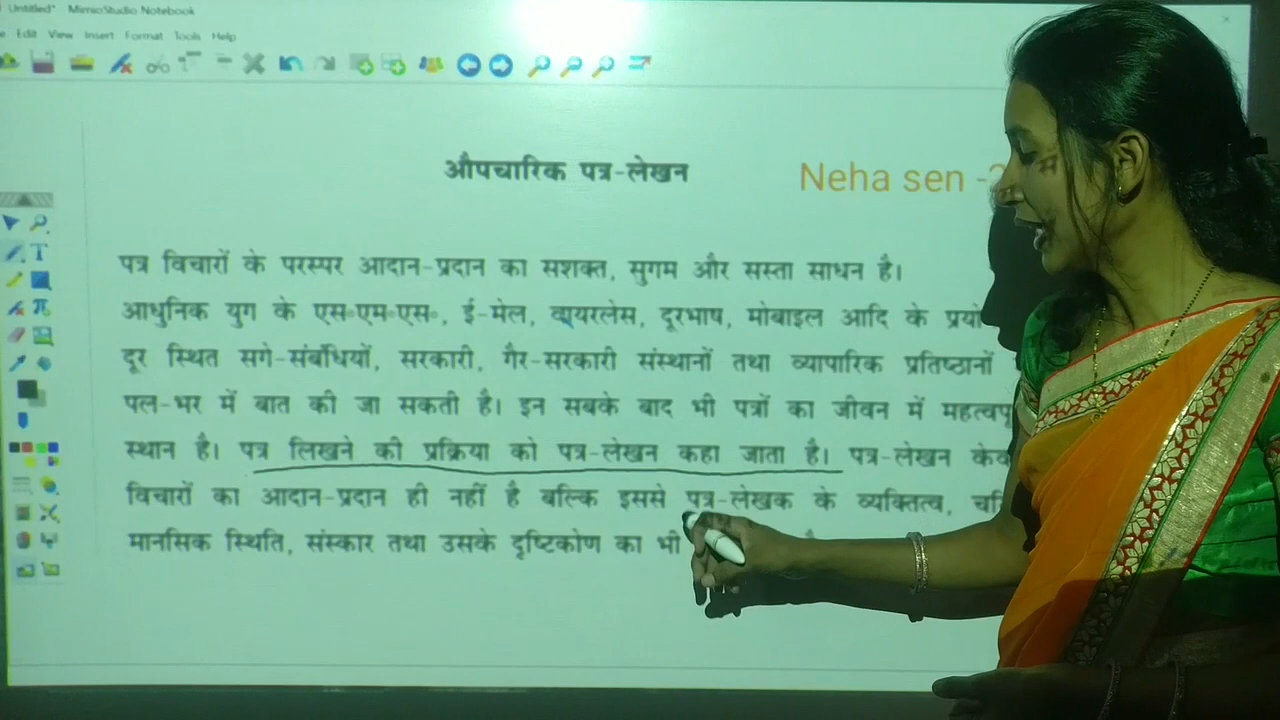 Untitled* MimioStudio Notebook
Edit View Insert Format Tools Help
औपचारिक पत्र-लेखन
Neha sen -
पत्र विचारों के परस्पर आदान-प्रदान का सशक्त, सुगम और सस्ता साधन है।
आधुनिक युग के एस॰एम॰एस॰, ई-मेल, वायरलेस, दूरभाष, मोबाइल आदि के
दूर स्थित सगे-संबंधियों, सरकारी, गैर-सरकारी संस्थानों तथा व्यापारिक प्रतिष्ठानों
पल-भर में बात की जा सकती है। इन सबके बाद भी पत्रों का जीवन में
स्थान है। पत्र लिखने की प्रक्रिया को पत्र-लेखन कहा जाता है। पत्र-लेखन
विचारों का आदान-प्रदान ही नहीं है बल्कि इससे पत्र-लेखक के व्यक्तित्व,
मानसिक स्थिति, संस्कार तथा उसके दृष्टिकोण का भी